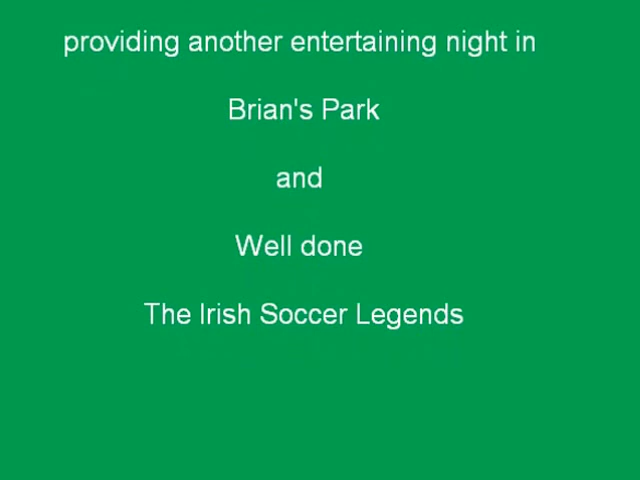 providing another entertaining night in
Brian's Park
and
Well done
The Irish Soccer Legends